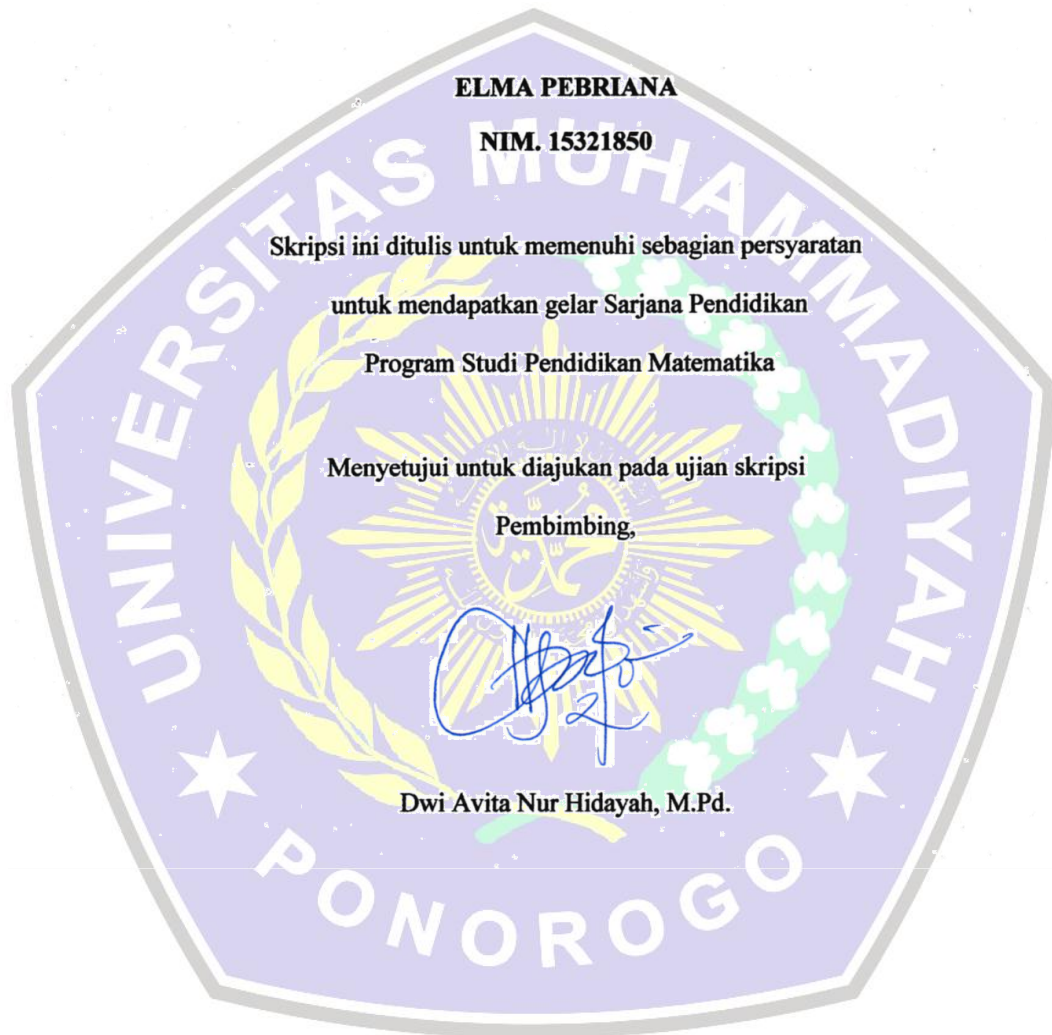 ELMA PEBRIANA
NIM. 15321850
Skripsi ini ditulis untuk memenuhi sebagian persyaratan
untuk mendapatkan gelar Sarjana Pendidikan
Program Studi Pendidikan Matematika
Menyetujui untuk diajukan pada ujian skripsi
Pembimbing,
Dwi Avita Nur Hidayah, M.Pd.
UNIVERSITAS MUHAMMADIYAH
PONOROGO
محمد